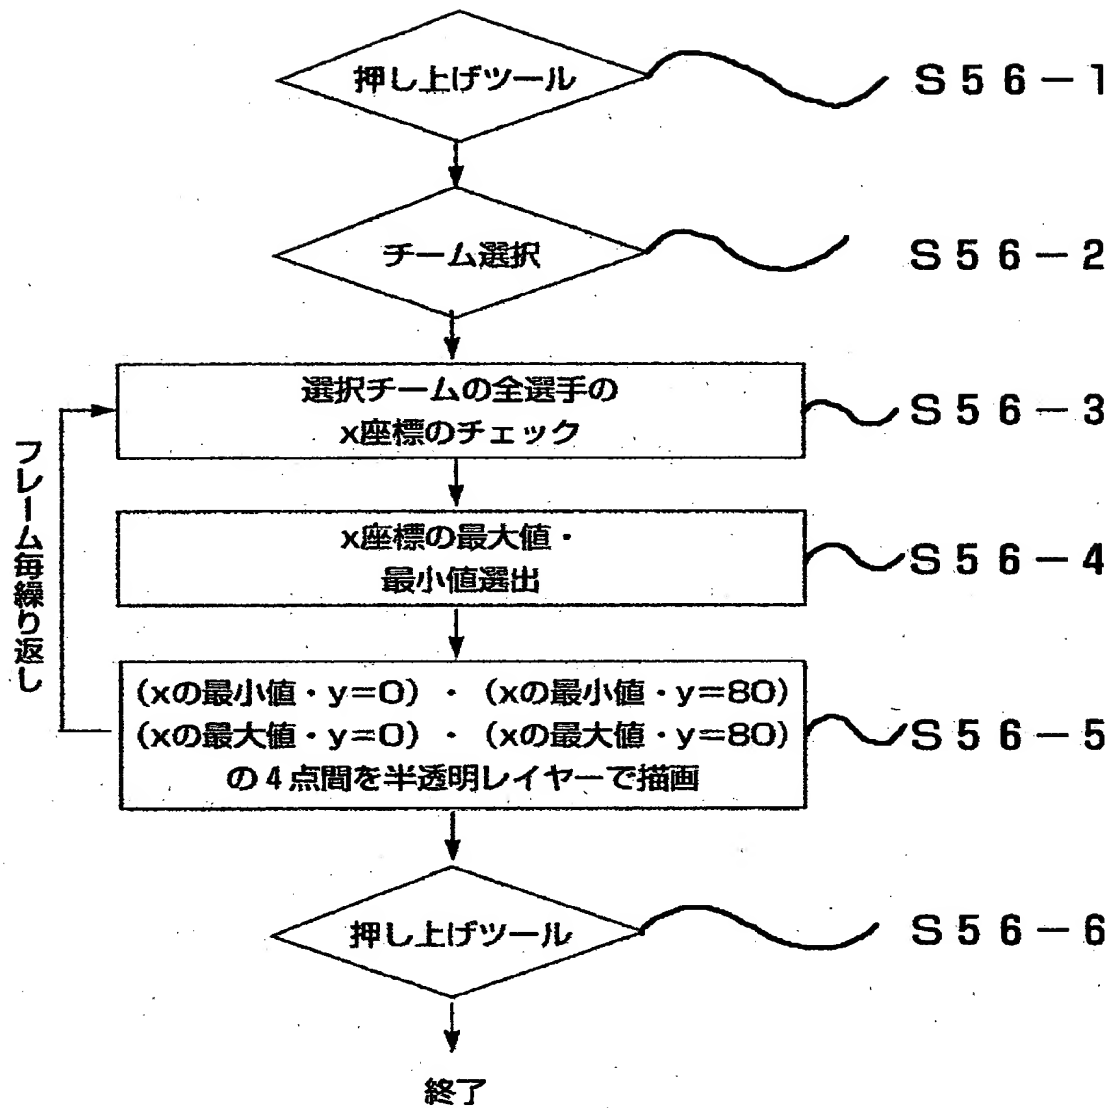 押し上げツール
S56-1
チーム選択
S56-2
選択チームの全選手の
x座標のチェック
S56-3
フレーム毎繰り返し
x座標の最大値・
最小値選出
S56-4
(xの最小値・y=0)・(xの最小値・y=80)
(xの最大値・y=0)・(xの最大値・y=80)
の4点間を半透明レイヤーで描画
S56-5
押し上げツール
S56-6
終了